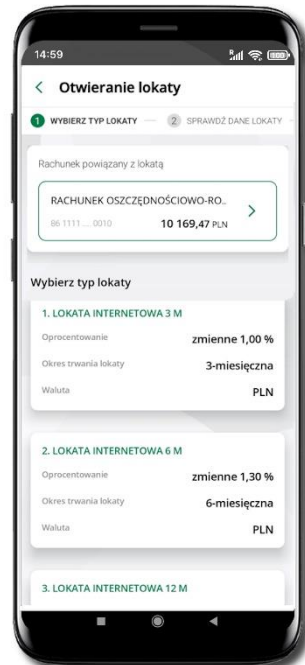 14:59
Otwieranie lokaty
1 WYBIERZ TYP LOKATY 2 SPRAWDŹ DANE LOKATY
Rachunek powiązany z lokatą
RACHUNEK OSZCZĘDNOŚCIOWO-RO..
86 1111 .... 0010 10 169,47 PLN
Wybierz typ lokaty
1. LOKATA INTERNETOWA 3 M
Oprocentowanie zmienne 1,00 %
Okres trwania lokaty 3-miesięczna
Waluta PLN
2. LOKATA INTERNETOWA 6 M
Oprocentowanie zmienne 1,30 %
Okres trwania lokaty 6-miesięczna
Waluta PLN
3. LOKATA INTERNETOWA 12 M